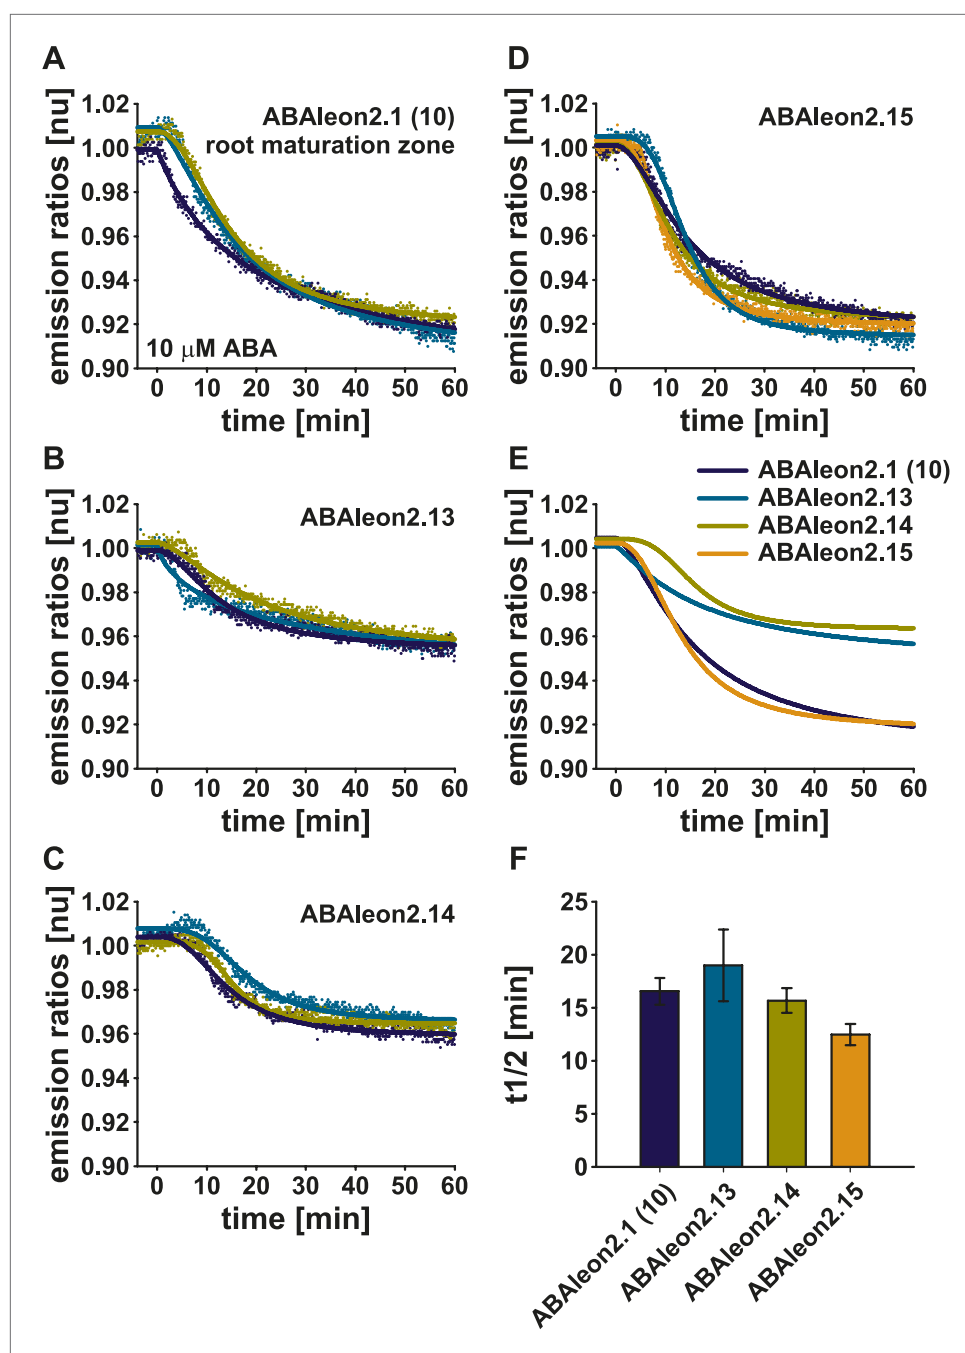 A
ABAleon2.1 (10)
root maturation zone
emission ratios [nu]
1.02
1.00
0.98
0.96
0.94
0.92
0.90
10 μM ABA
0 10 20 30 40 50 60
time [min]
D
ABAleon2.15
emission ratios [nu]
1.02
1.00
0.98
0.96
0.94
0.92
0.90
0 10 20 30 40 50 60
time [min]
B
ABAleon2.13
emission ratios [nu]
1.02
1.00
0.98
0.96
0.94
0.92
0.90
0 10 20 30 40 50 60
time [min]
E
ABAleon2.1 (10)
ABAleon2.13
ABAleon2.14
ABAleon2.15
emission ratios [nu]
1.02
1.00
0.98
0.96
0.94
0.92
0.90
0 10 20 30 40 50 60
time [min]
C
ABAleon2.14
emission ratios [nu]
1.02
1.00
0.98
0.96
0.94
0.92
0.90
0 10 20 30 40 50 60
time [min]
F
t1/2 [min]
25
20
15
10
5
0
ABAleon2.1 (10)
ABAleon2.13
ABAleon2.14
ABAleon2.15